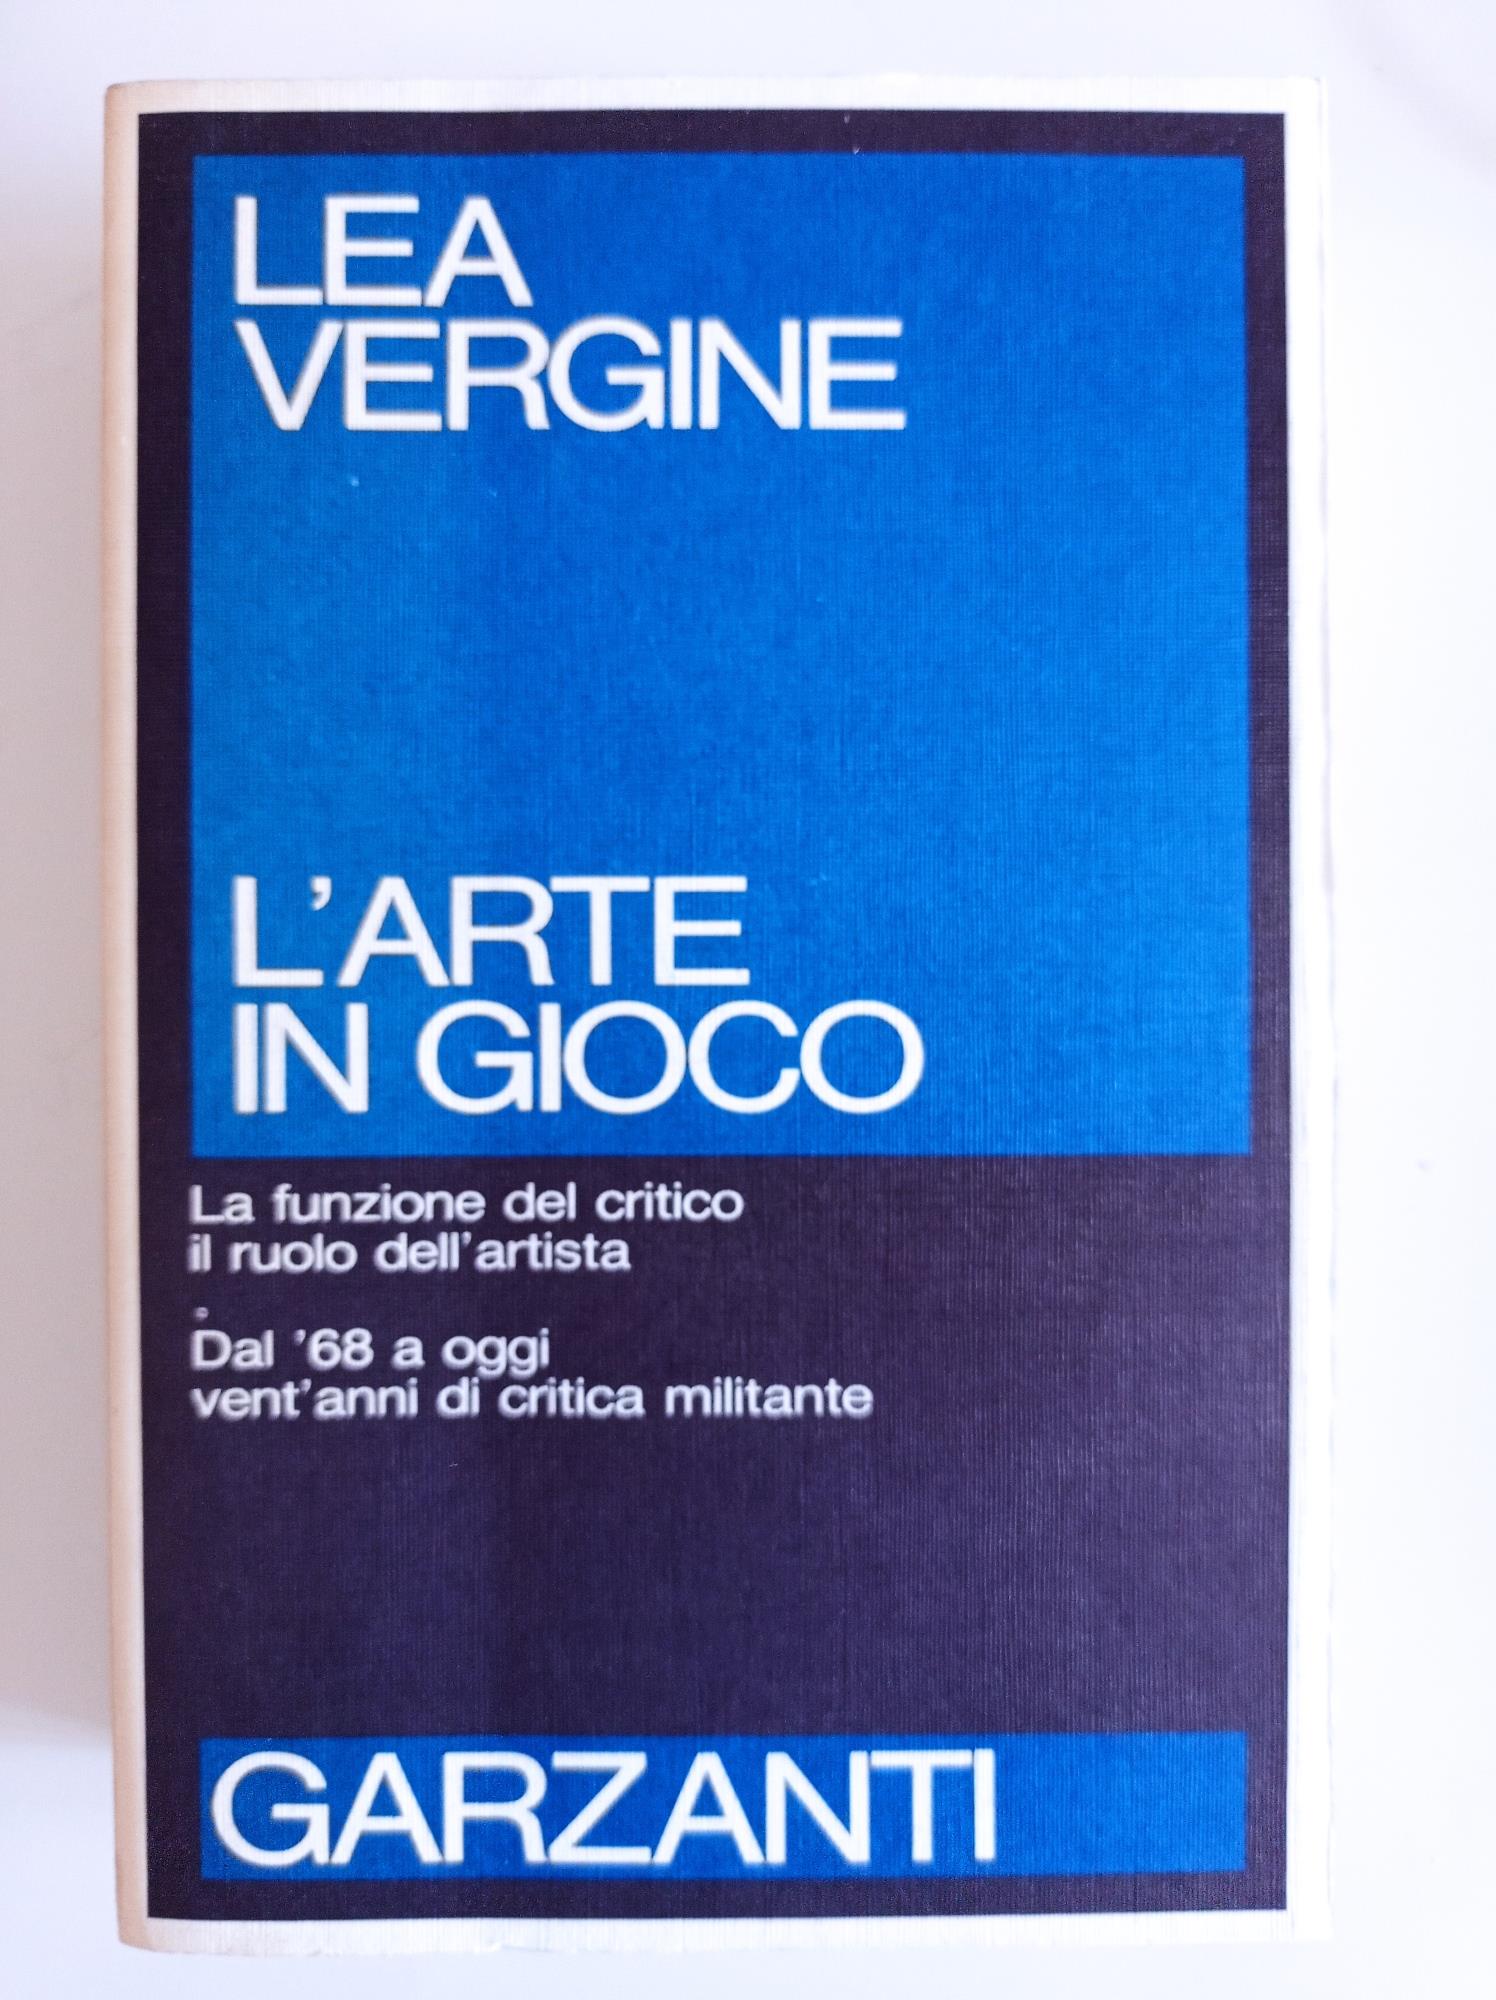 LEA
VERGINE
L'ARTE
IN GIOCO
La funzione del critico
il ruolo dell'artista
Dal '68 a oggi
vent'anni di critica militante
GARZANTI